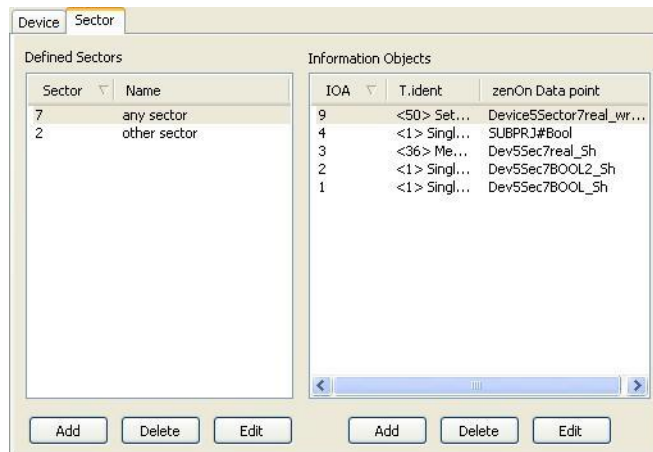 Device Sector
Defined Sectors
Sector Name
7 any sector
2 other sector
Add Delete Edit
Information Objects
IOA T.ident zenOn Data point
9 <50> Set... Device5Sector7real_wr...
4 <1> Singl... SUBPRJ#Bool
3 <36> Me... Dev5Sec7real_Sh
2 <1> Singl... Dev5Sec7BOOL2_Sh
1 <1> Singl... Dev5Sec7BOOL_Sh
Add Delete Edit